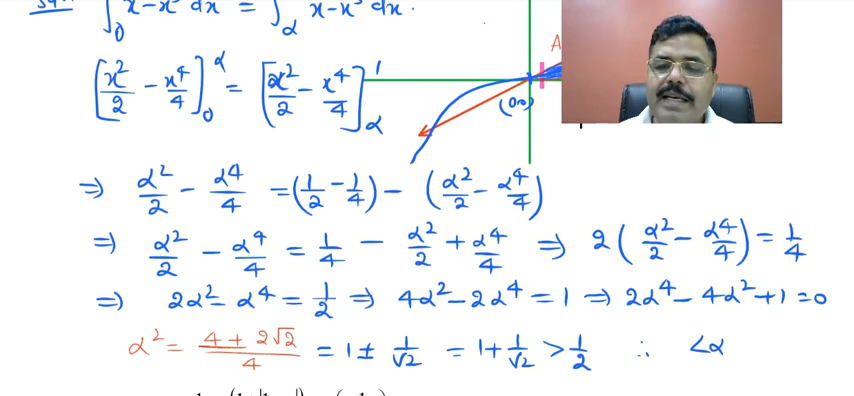 ∫₀ x-x³ dx = ∫α x-x³ dx.
[x²/2 - x⁴/4]₀^α = [x²/2 - x⁴/4]_α^1
A
(0,0)
⇒ α²/2 - α⁴/4 = (1/2 - 1/4) - (α²/2 - α⁴/4)
⇒ α²/2 - α⁴/4 = 1/4 - α²/2 + α⁴/4 ⇒ 2(α²/2 - α⁴/4) = 1/4
⇒ 2α² - α⁴ = 1/2 ⇒ 4α² - 2α⁴ = 1 ⇒ 2α⁴ - 4α² + 1 = 0
α² = (4 + 2√2)/4 = 1 ± 1/√2 = 1 + 1/√2 > 1/2 ∴ <α